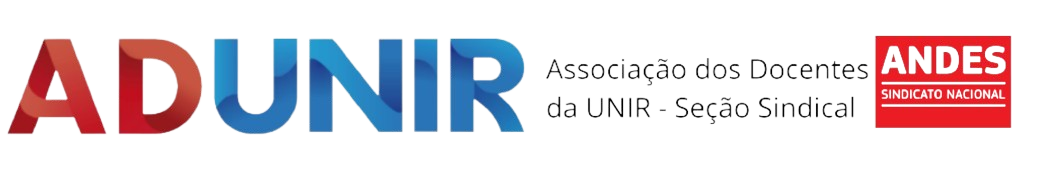 ADUNIR
Associação dos Docentes
da UNIR - Seção Sindical
ANDES
SINDICATO NACIONAL